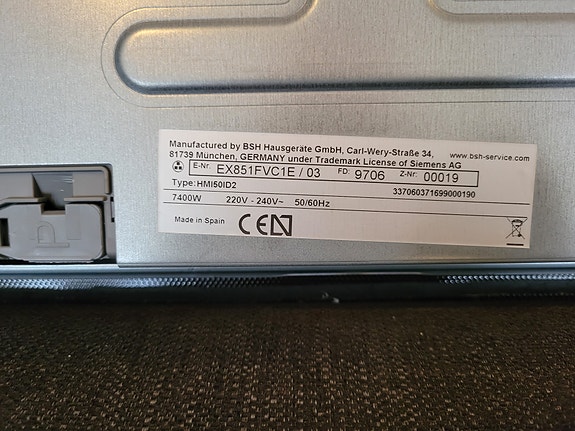 Manufactured by BSH Hausgeräte GmbH, Carl-Wery-Straße 34,
81739 München, GERMANY under Trademark License of Siemens AG
www.bsh-service.com
E-Nr. EX851FVC1E / 03 FD: 9706 Z-Nr: 00019
Type: HMI50ID2 337060371699000190
7400W 220V - 240V~ 50/60Hz
Made in Spain CE N